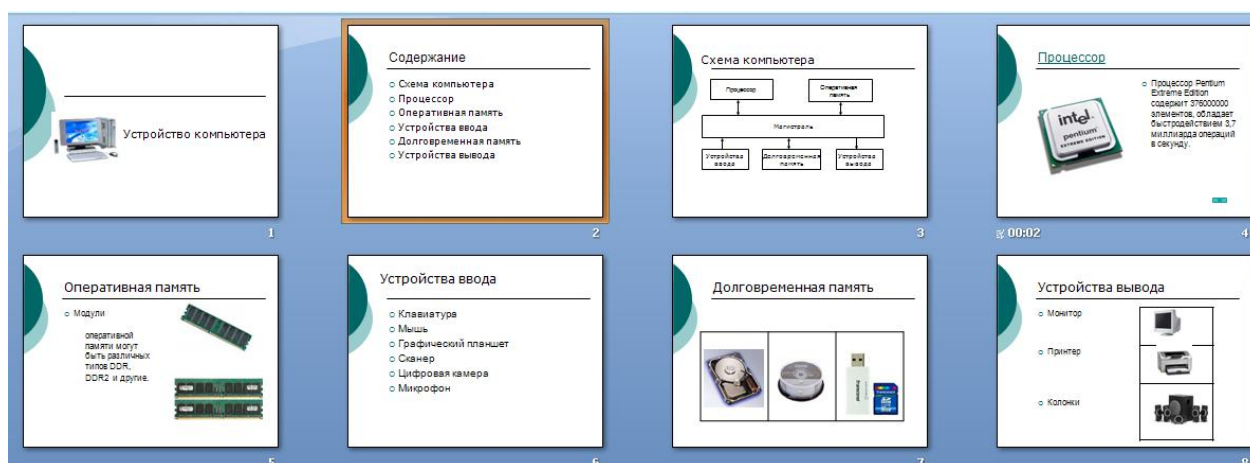 Устройство компьютера
1
Содержание
Схема компьютера
Процессор
Оперативная память
Устройства ввода
Долговременная память
Устройства вывода
2
Схема компьютера
Процессор
Оперативная
память
Магистраль
Устройства
ввода
Долговременная
память
Устройства
вывода
3
Процессор
intel
pentium
EXTREME EDITION
Процессор Pentium
Extreme Edition
содержит 376000000
элементов, обладает
быстродействием 3,7
миллиарда операций
в секунду.
00:02
4
Оперативная память
Модули
оперативной
памяти могут
быть различных
типов DDR,
DDR2 и другие.
5
Устройства ввода
Клавиатура
Мышь
Графический планшет
Сканер
Цифровая камера
Микрофон
6
Долговременная память
Transcend
7
Устройства вывода
Монитор
Принтер
Колонки
8